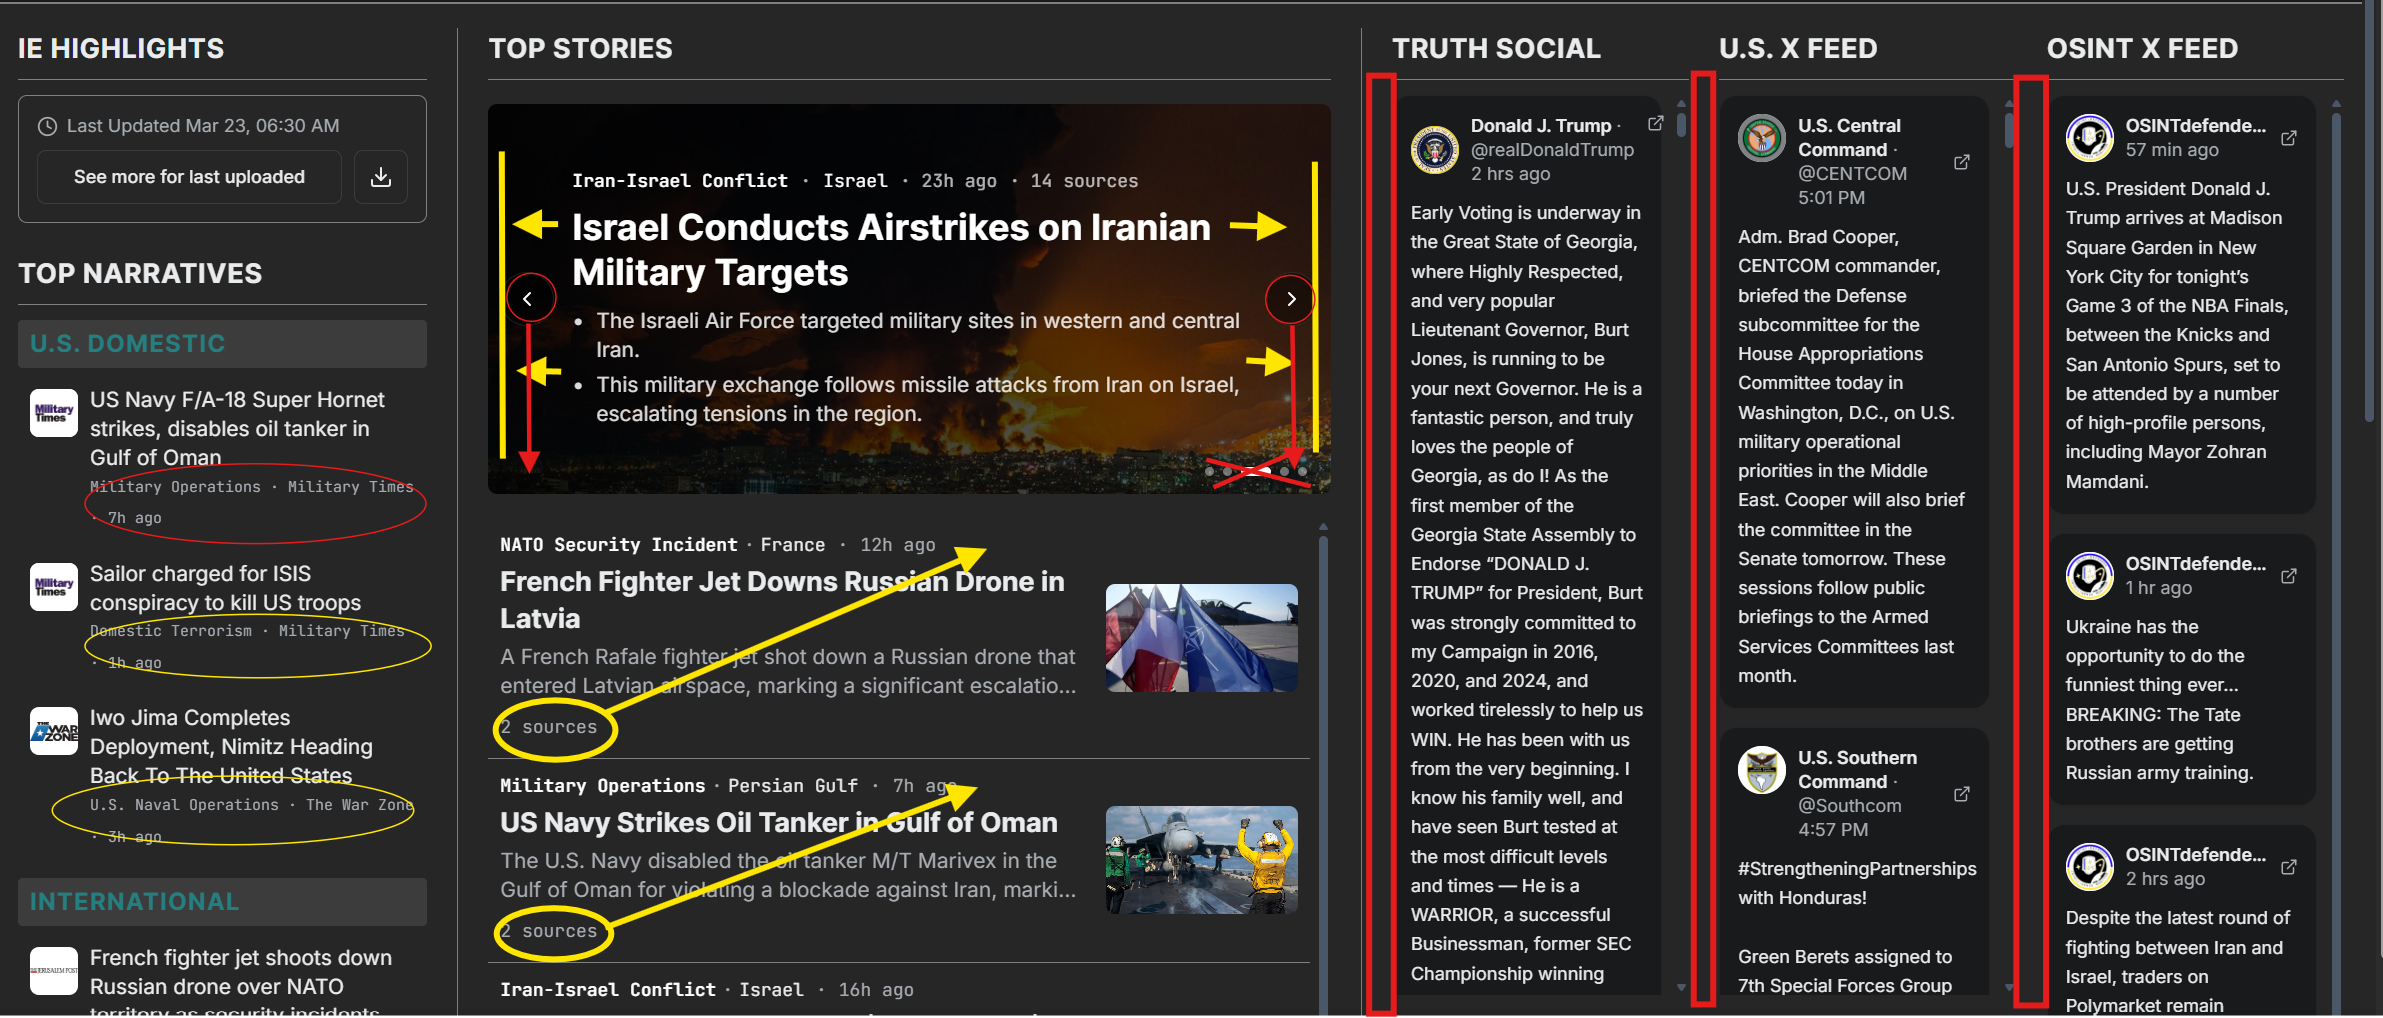 IE HIGHLIGHTS
Last Updated Mar 23, 06:30 AM
See more for last uploaded
TOP NARRATIVES
U.S. DOMESTIC
Military
Times
US Navy F/A-18 Super Hornet
strikes, disables oil tanker in
Gulf of Oman
Military Operations · Military Times
· 7h ago
Military
Times
Sailor charged for ISIS
conspiracy to kill US troops
Domestic Terrorism · Military Times
· 1h ago
THE
WAR
ZONE
Iwo Jima Completes
Deployment, Nimitz Heading
Back To The United States
U.S. Naval Operations · The War Zone
· 3h ago
INTERNATIONAL
French fighter jet shoots down
Russian drone over NATO
territory as security incidents
TOP STORIES
Iran-Israel Conflict · Israel · 23h ago · 14 sources
Israel Conducts Airstrikes on Iranian
Military Targets
• The Israeli Air Force targeted military sites in western and central
Iran.
• This military exchange follows missile attacks from Iran on Israel,
escalating tensions in the region.
NATO Security Incident · France · 12h ago
French Fighter Jet Downs Russian Drone in
Latvia
A French Rafale fighter jet shot down a Russian drone that
entered Latvian airspace, marking a significant escalatio...
2 sources
Military Operations · Persian Gulf · 7h ago
US Navy Strikes Oil Tanker in Gulf of Oman
The U.S. Navy disabled the oil tanker M/T Marivex in the
Gulf of Oman for violating a blockade against Iran, marki...
2 sources
Iran-Israel Conflict · Israel · 16h ago
TRUTH SOCIAL
Donald J. Trump ·
@realDonaldTrump
2 hrs ago
Early Voting is underway in
the Great State of Georgia,
where Highly Respected,
and very popular
Lieutenant Governor, Burt
Jones, is running to be
your next Governor. He is a
fantastic person, and truly
loves the people of
Georgia, as do I! As the
first member of the
Georgia State Assembly to
Endorse “DONALD J.
TRUMP” for President, Burt
was strongly committed to
my Campaign in 2016,
2020, and 2024, and
worked tirelessly to help us
WIN. He has been with us
from the very beginning. I
know his family well, and
have seen Burt tested at
the most difficult levels
and times — He is a
WARRIOR, a successful
Businessman, former SEC
Championship winning
U.S. X FEED
U.S. Central
Command ·
@CENTCOM
5:01 PM
Adm. Brad Cooper,
CENTCOM commander,
briefed the Defense
subcommittee for the
House Appropriations
Committee today in
Washington, D.C., on U.S.
military operational
priorities in the Middle
East. Cooper will also brief
the committee in the
Senate tomorrow. These
sessions follow public
briefings to the Armed
Services Committees last
month.
U.S. Southern
Command ·
@Southcom
4:57 PM
#StrengtheningPartnerships
with Honduras!
Green Berets assigned to
7th Special Forces Group
OSINT X FEED
OSINTdefende...
57 min ago
U.S. President Donald J.
Trump arrives at Madison
Square Garden in New
York City for tonight’s
Game 3 of the NBA Finals,
between the Knicks and
San Antonio Spurs, set to
be attended by a number
of high-profile persons,
including Mayor Zohran
Mamdani.
OSINTdefende...
1 hr ago
Ukraine has the
opportunity to do the
funniest thing ever...
BREAKING: The Tate
brothers are getting
Russian army training.
OSINTdefende...
2 hrs ago
Despite the latest round of
fighting between Iran and
Israel, traders on
Polymarket remain